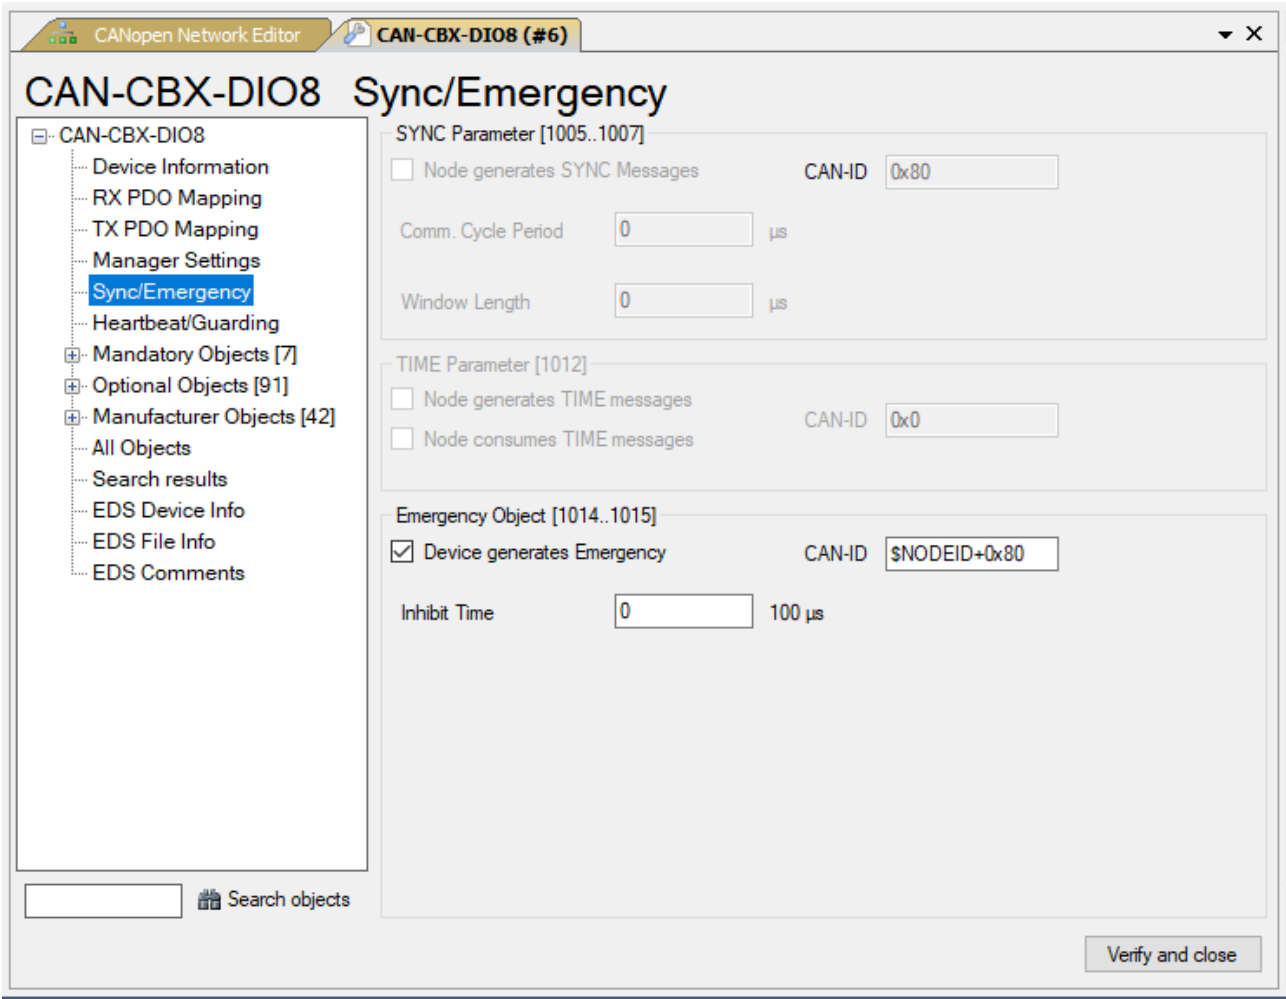 CANopen Network Editor
CAN-CBX-DIO8 (#6)
CAN-CBX-DIO8 Sync/Emergency
CAN-CBX-DIO8
Device Information
RX PDO Mapping
TX PDO Mapping
Manager Settings
Sync/Emergency
Heartbeat/Guarding
Mandatory Objects [7]
Optional Objects [91]
Manufacturer Objects [42]
All Objects
Search results
EDS Device Info
EDS File Info
EDS Comments
Search objects
SYNC Parameter [1005..1007]
Node generates SYNC Messages CAN-ID 0x80
Comm. Cycle Period 0 µs
Window Length 0 µs
TIME Parameter [1012]
Node generates TIME messages
Node consumes TIME messages
CAN-ID 0x0
Emergency Object [1014..1015]
Device generates Emergency CAN-ID $NODEID+0x80
Inhibit Time 0 100 µs
Verify and close